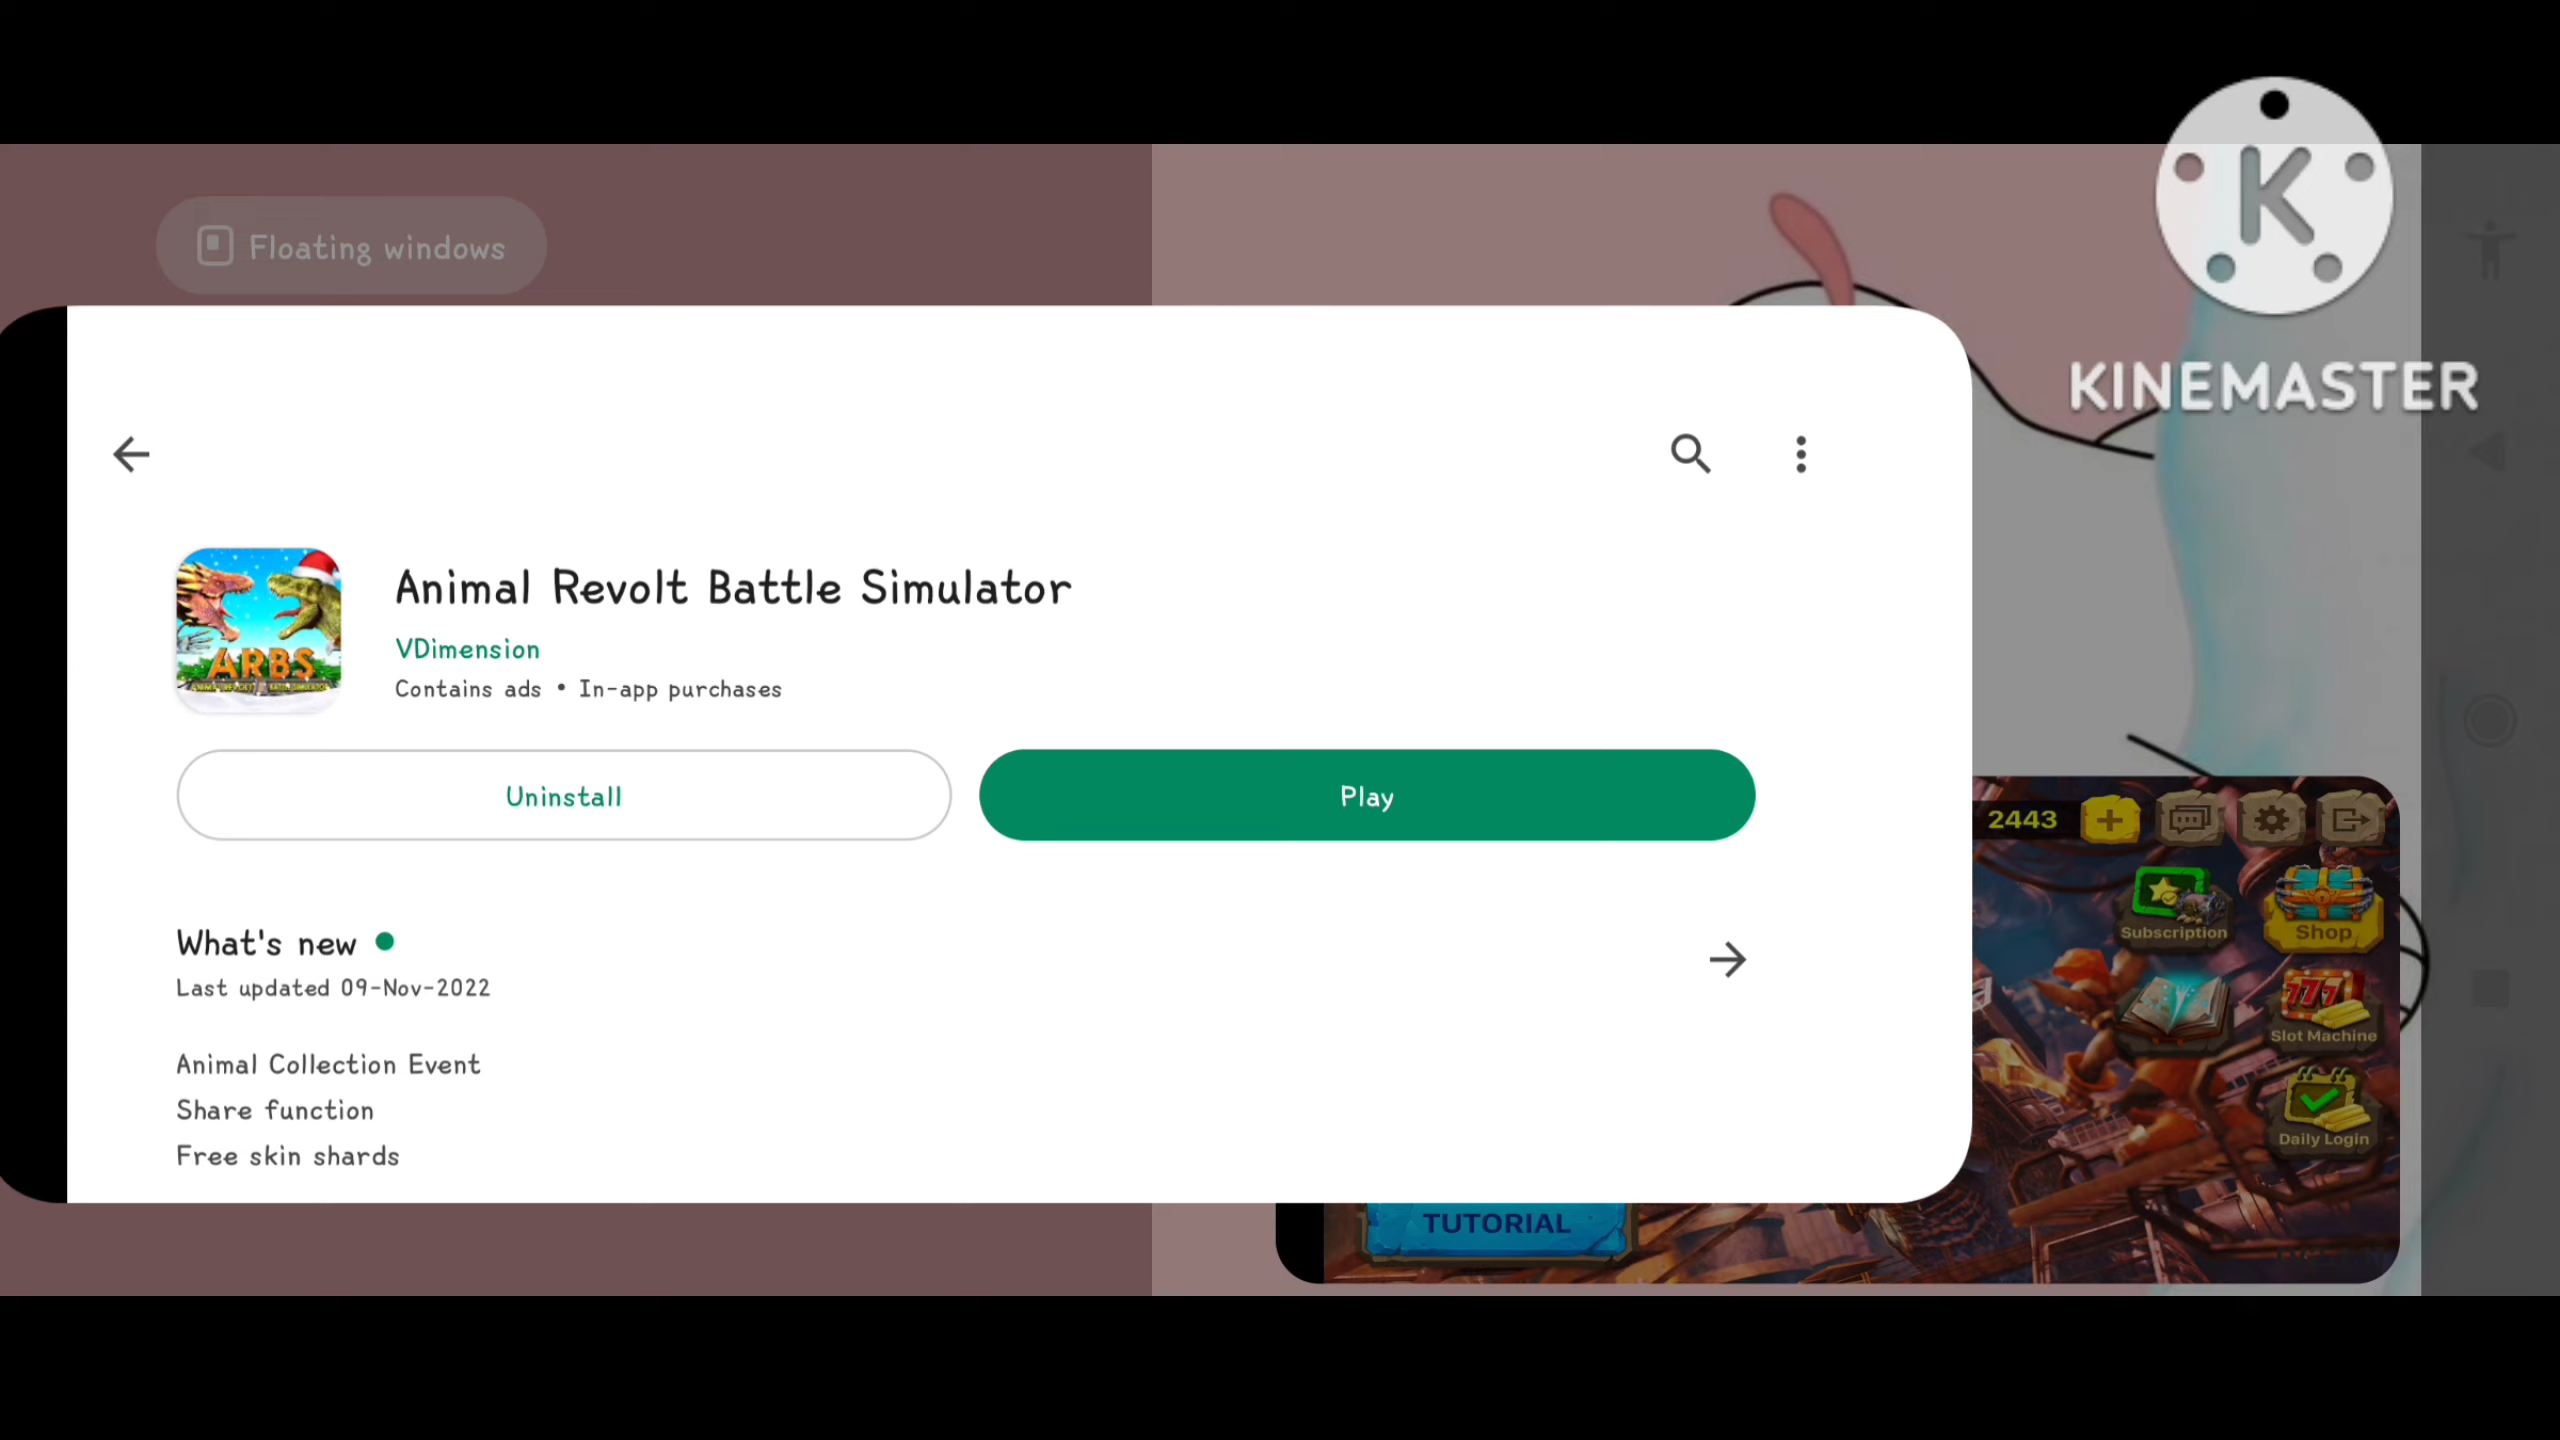 Floating windows
K
KINEMASTER
Animal Revolt Battle Simulator
VDimension
Contains ads • In-app purchases
ARBS
Uninstall
Play
What's new
Last updated 09-Nov-2022
Animal Collection Event
Share function
Free skin shards
2443
Subscription
Shop
777
Slot Machine
Daily Login
TUTORIAL